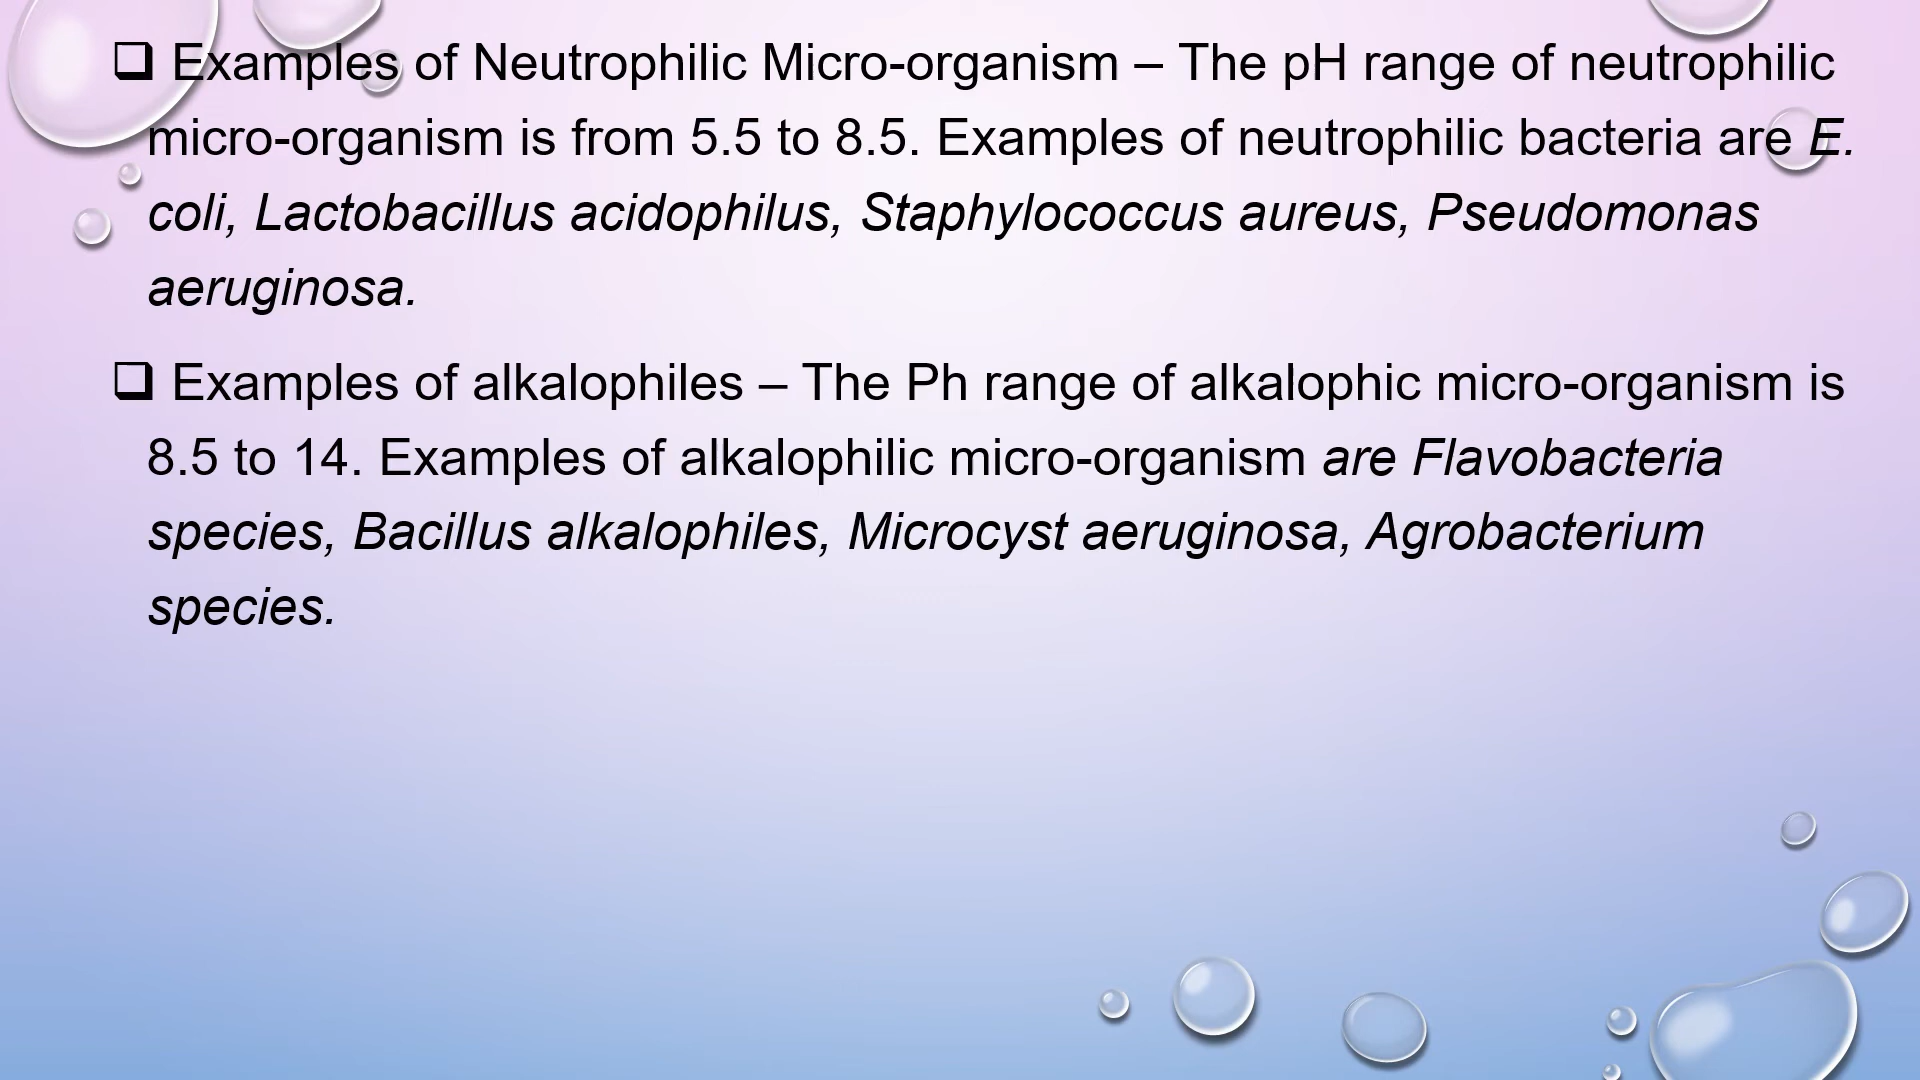 ❑ Examples of Neutrophilic Micro-organism – The pH range of neutrophilic
micro-organism is from 5.5 to 8.5. Examples of neutrophilic bacteria are E.
coli, Lactobacillus acidophilus, Staphylococcus aureus, Pseudomonas
aeruginosa.
❑ Examples of alkalophiles – The Ph range of alkalophic micro-organism is
8.5 to 14. Examples of alkalophilic micro-organism are Flavobacteria
species, Bacillus alkalophiles, Microcyst aeruginosa, Agrobacterium
species.